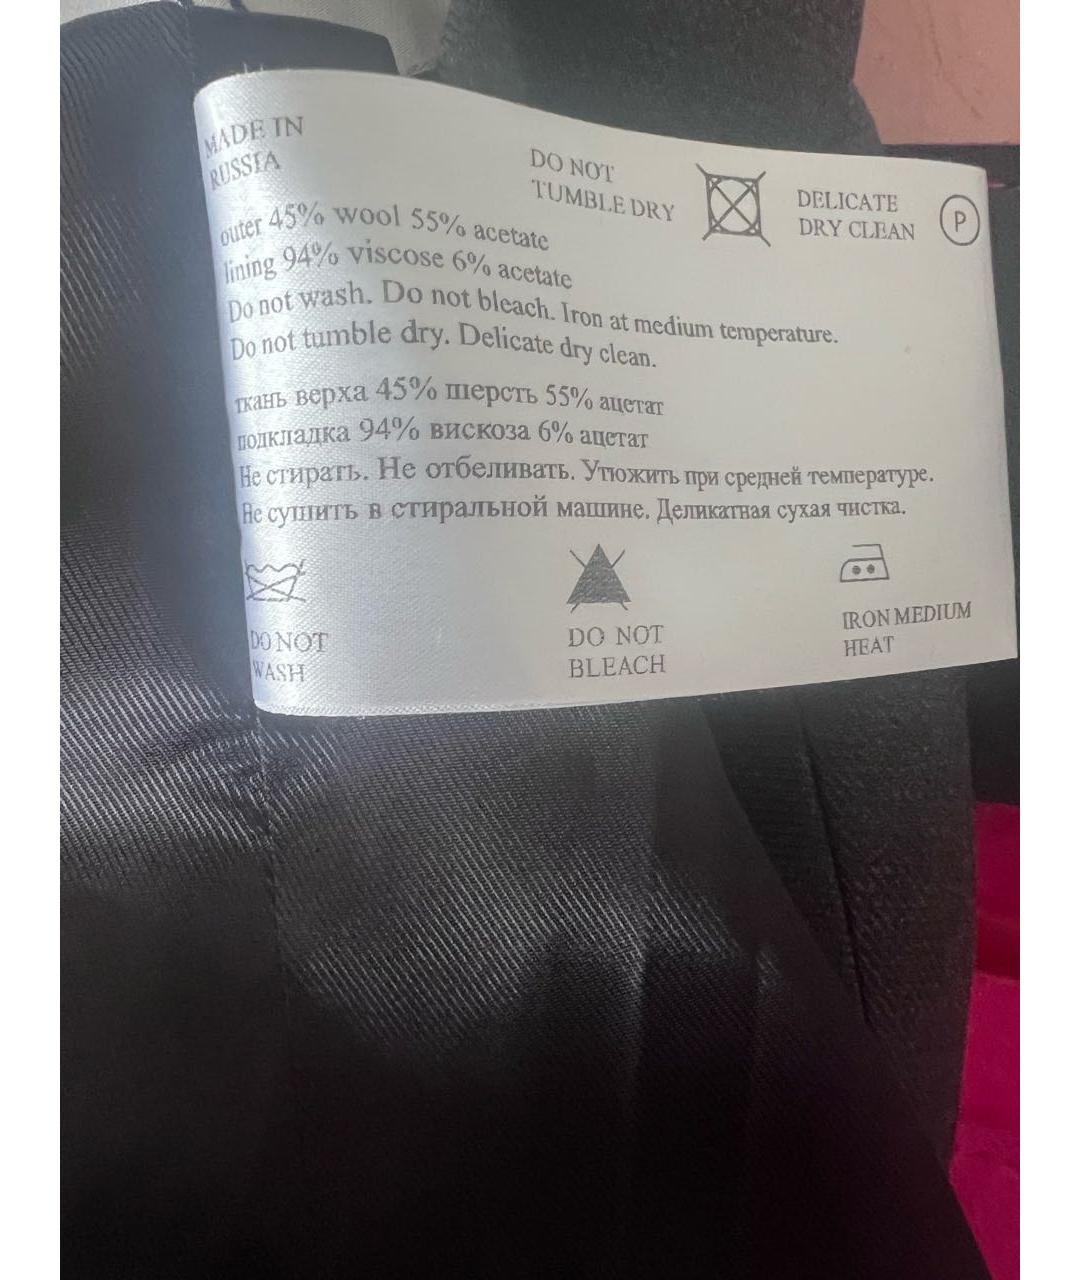 MADE IN
RUSSIA
DO NOT
TUMBLE DRY
DELICATE
DRY CLEAN
P
outer 45% wool 55% acetate
lining 94% viscose 6% acetate
Do not wash. Do not bleach. Iron at medium temperature.
Do not tumble dry. Delicate dry clean.
ткань верха 45% шерсть 55% ацетат
подкладка 94% вискоза 6% ацетат
Не стирать. Не отбеливать. Утюжить при средней температуре.
Не сушить в стиральной машине. Деликатная сухая чистка.
DO NOT
WASH
DO NOT
BLEACH
IRON MEDIUM
HEAT